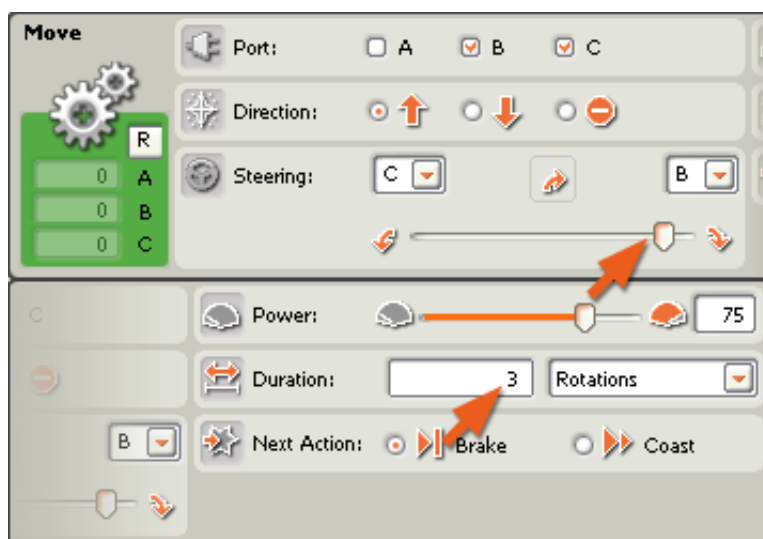 Move
Port: A B C
Direction:
R
Steering: C B
0 A
0 B
0 C
C
Power: 75
Duration: 3 Rotations
B
Next Action: Brake Coast